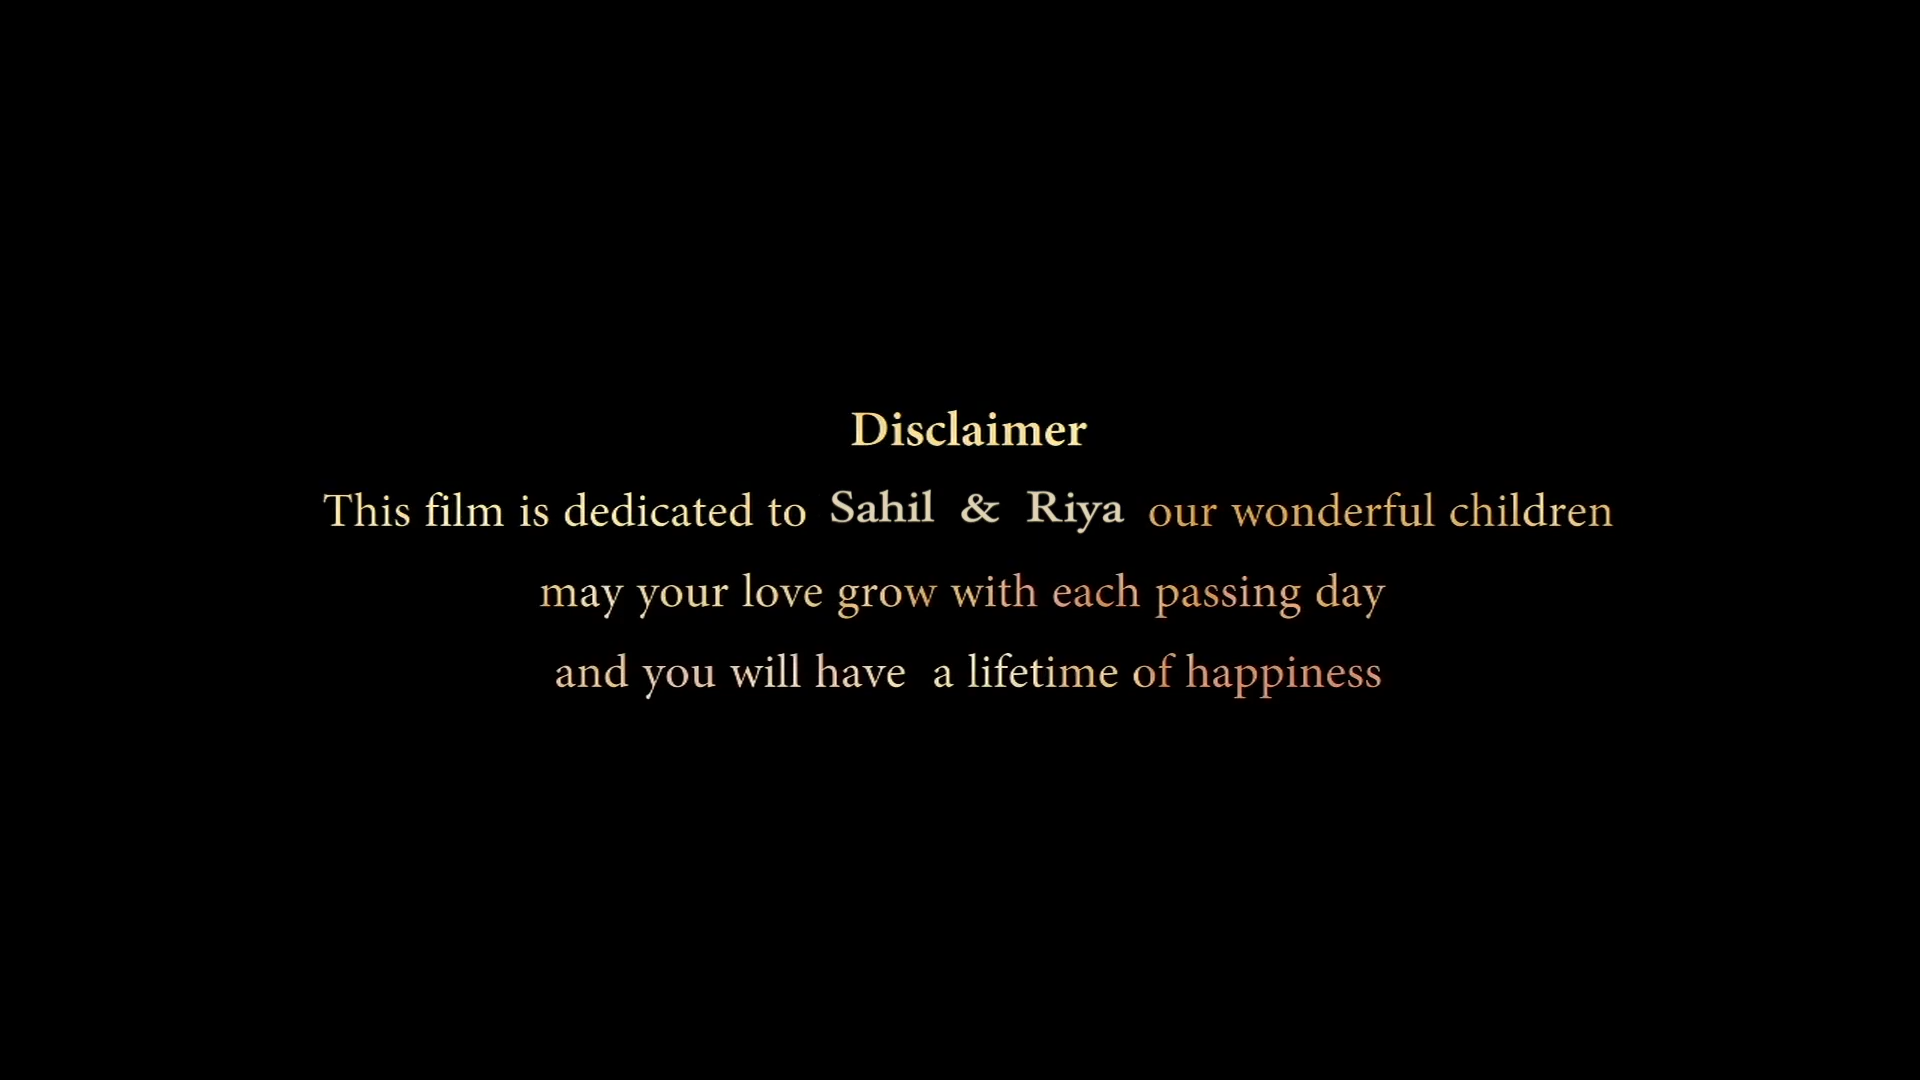 Disclaimer
This film is dedicated to Sahil & Riya our wonderful children
may your love grow with each passing day
and you will have a lifetime of happiness